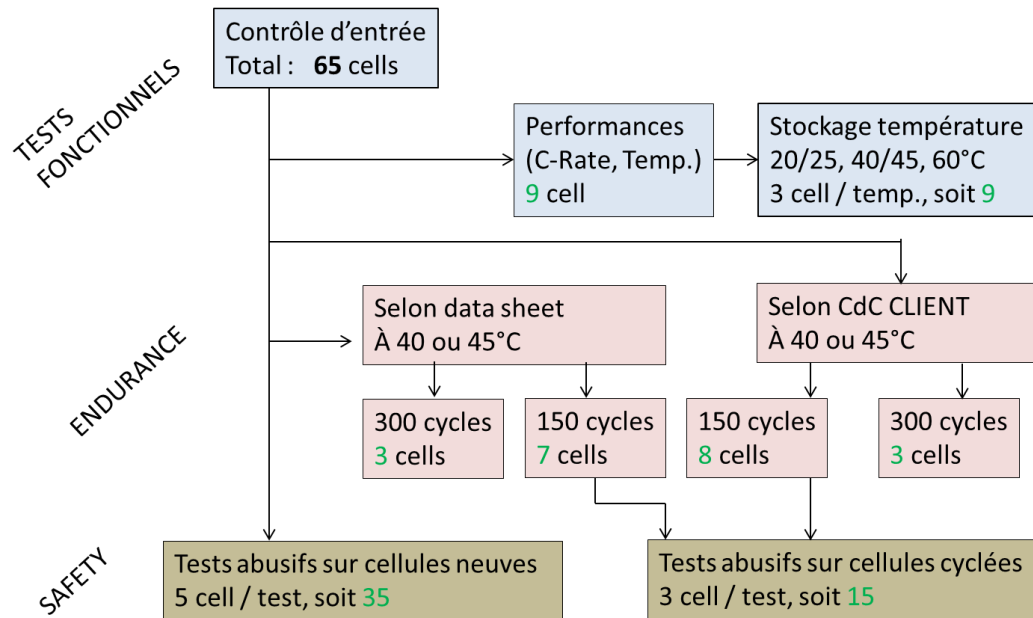 Contrôle d'entrée
Total : 65 cells
TESTS
FONCTIONNELS
Performances
(C-Rate, Temp.)
9 cell
Stockage température
20/25, 40/45, 60°C
3 cell / temp., soit 9
ENDURANCE
Selon data sheet
À 40 ou 45°C
Selon CdC CLIENT
À 40 ou 45°C
300 cycles
3 cells
150 cycles
7 cells
150 cycles
8 cells
300 cycles
3 cells
SAFETY
Tests abusifs sur cellules neuves
5 cell / test, soit 35
Tests abusifs sur cellules cyclées
3 cell / test, soit 15